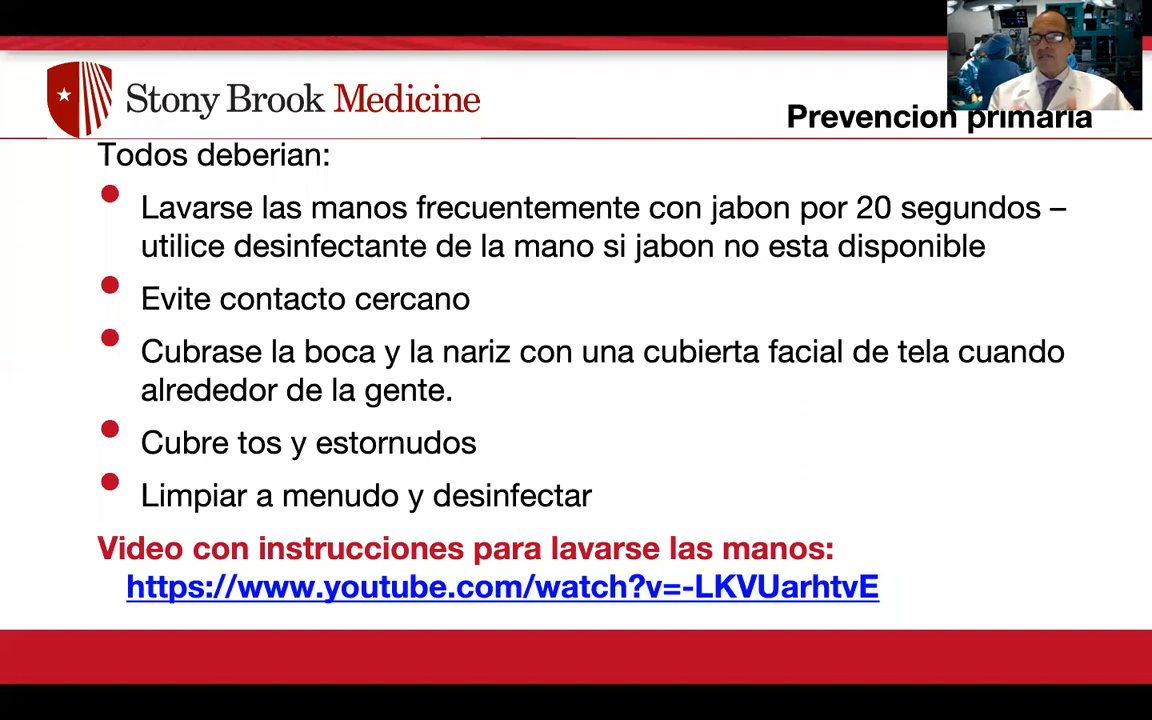 Stony Brook Medicine
Prevencion primaria
Todos deberian:
Lavarse las manos frecuentemente con jabon por 20 segundos –
utilice desinfectante de la mano si jabon no esta disponible
Evite contacto cercano
Cubrase la boca y la nariz con una cubierta facial de tela cuando
alrededor de la gente.
Cubre tos y estornudos
Limpiar a menudo y desinfectar
Video con instrucciones para lavarse las manos:
https://www.youtube.com/watch?v=-LKVUarhtvE